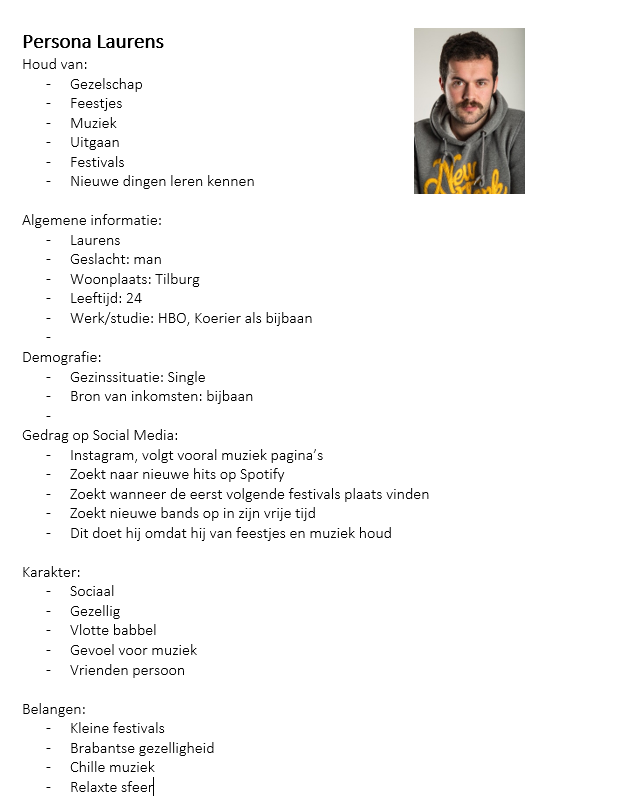 Persona Laurens
Houd van:
- Gezelschap
- Feestjes
- Muziek
- Uitgaan
- Festivals
- Nieuwe dingen leren kennen
Algemene informatie:
- Laurens
- Geslacht: man
- Woonplaats: Tilburg
- Leeftijd: 24
- Werk/studie: HBO, Koerier als bijbaan
-
Demografie:
- Gezinssituatie: Single
- Bron van inkomsten: bijbaan
-
Gedrag op Social Media:
- Instagram, volgt vooral muziek pagina’s
- Zoekt naar nieuwe hits op Spotify
- Zoekt wanneer de eerst volgende festivals plaats vinden
- Zoekt nieuwe bands op in zijn vrije tijd
- Dit doet hij omdat hij van feestjes en muziek houd
Karakter:
- Sociaal
- Gezellig
- Vlotte babbel
- Gevoel voor muziek
- Vrienden persoon
Belangen:
- Kleine festivals
- Brabantse gezelligheid
- Chille muziek
- Relaxte sfeer
New